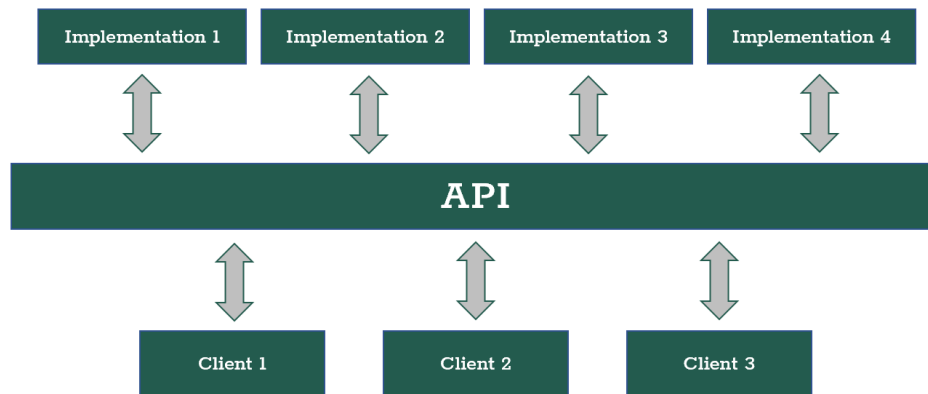 Implementation 1
Implementation 2
Implementation 3
Implementation 4
API
Client 1
Client 2
Client 3